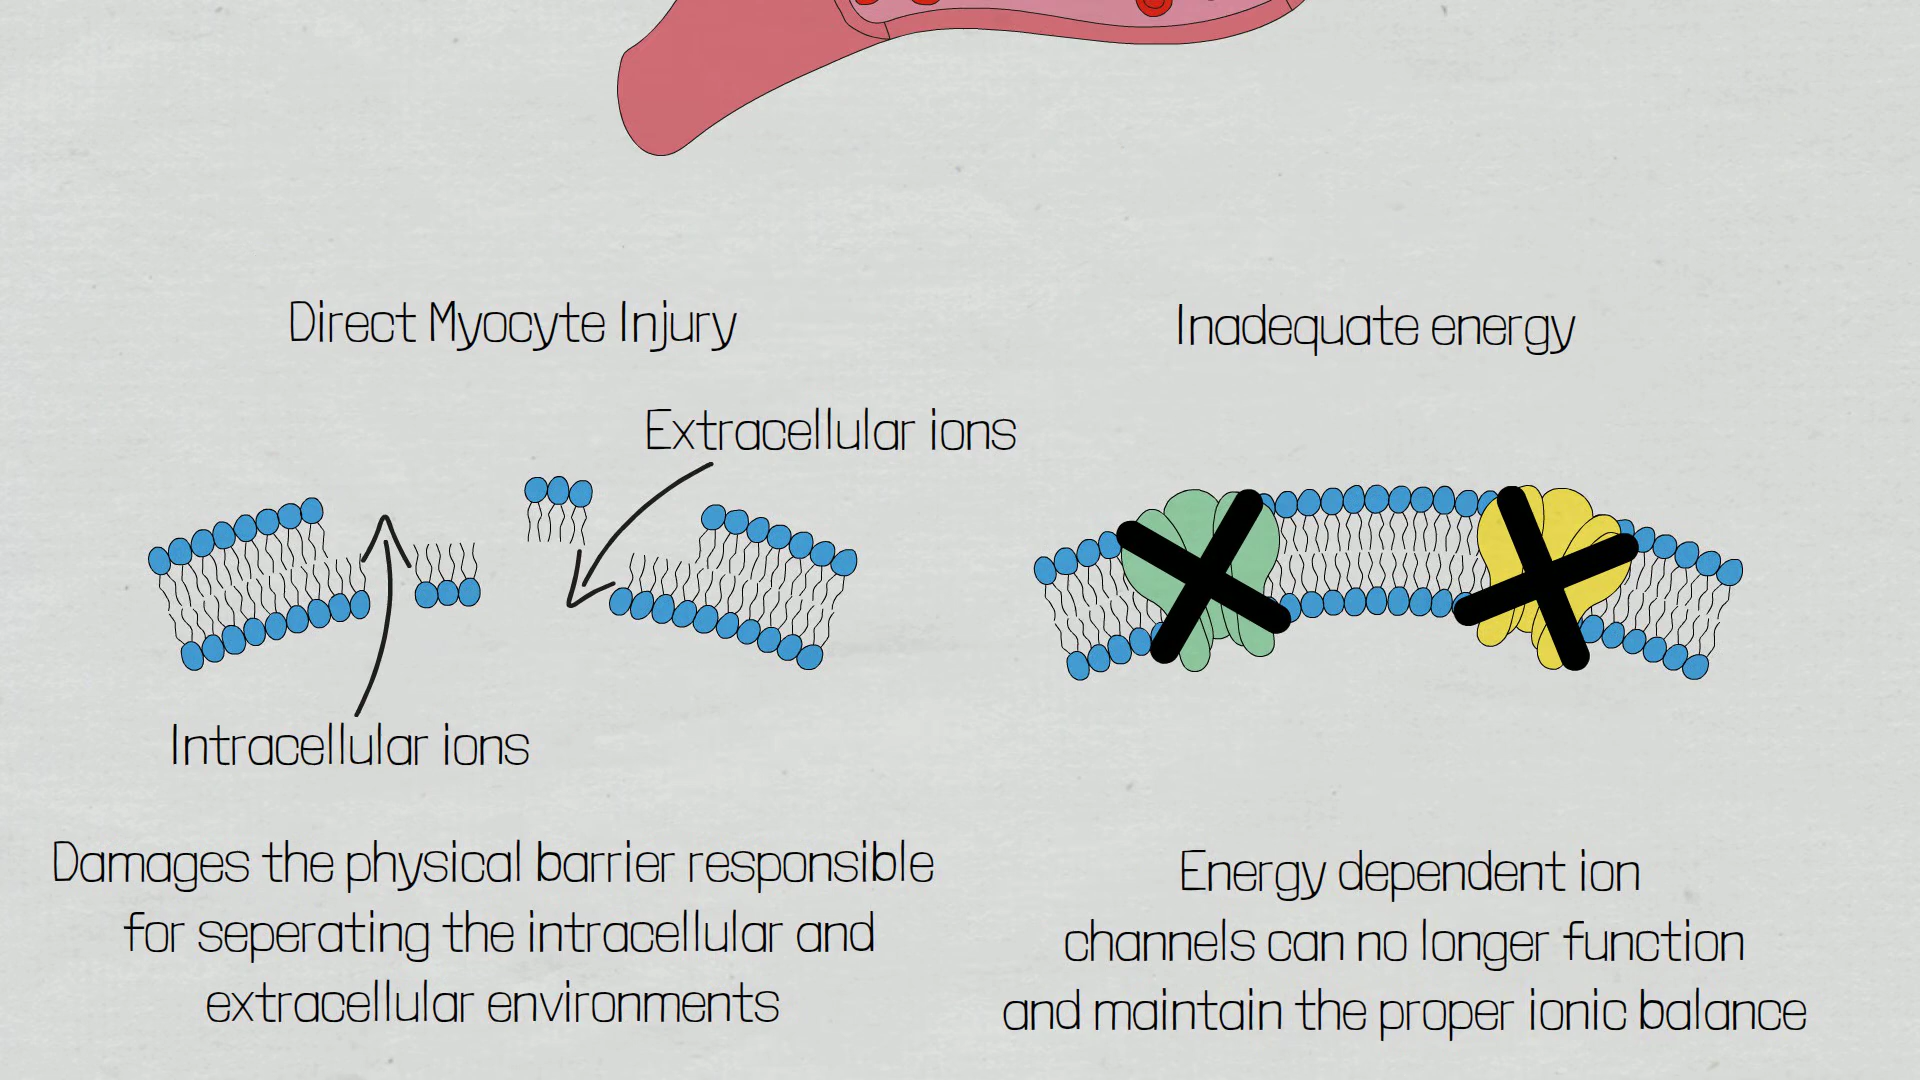 Direct Myocyte Injury
Extracellular ions
Intracellular ions
Damages the physical barrier responsible
for seperating the intracellular and
extracellular environments
Inadequate energy
Energy dependent ion
channels can no longer function
and maintain the proper ionic balance